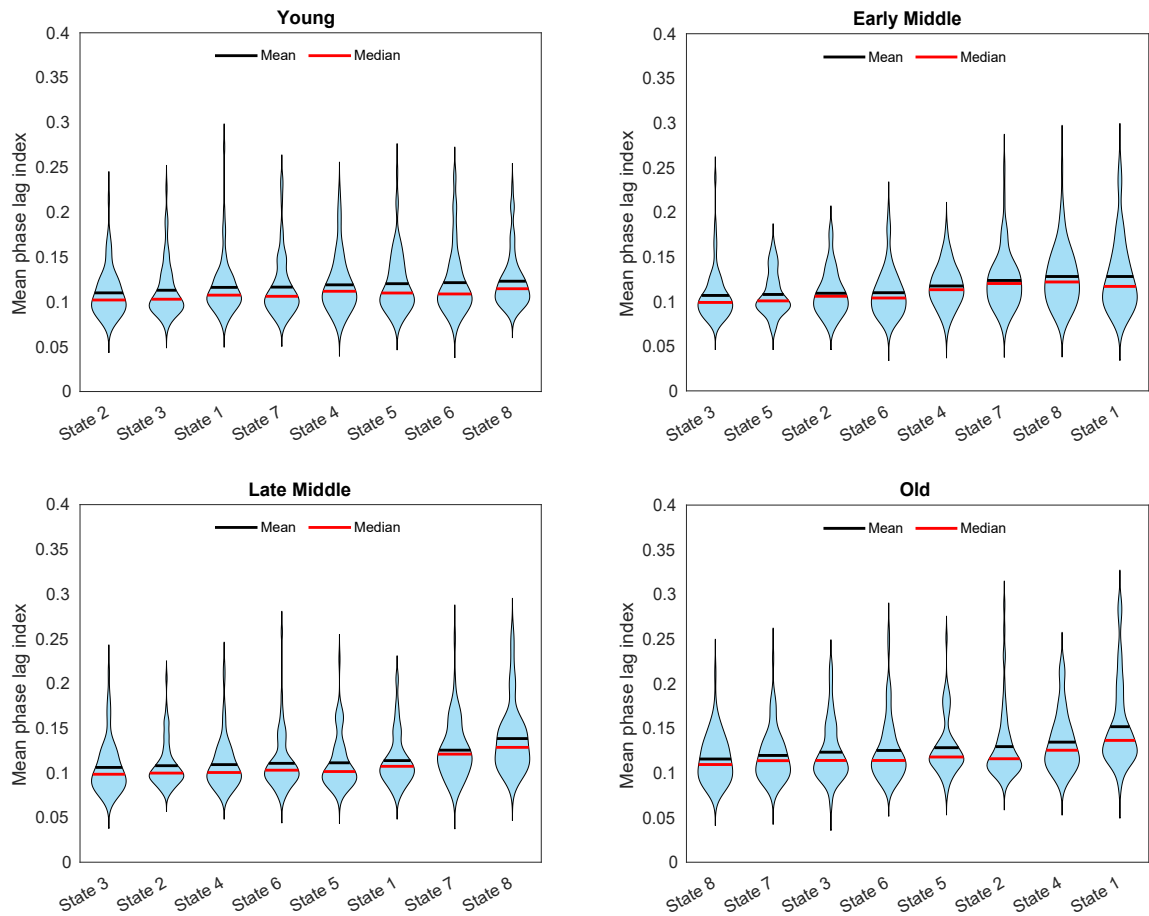 Young
Mean Median
Mean phase lag index
0.4
0.35
0.3
0.25
0.2
0.15
0.1
0.05
0
State 2 State 3 State 1 State 7 State 4 State 5 State 6 State 8
Early Middle
Mean Median
Mean phase lag index
0.4
0.35
0.3
0.25
0.2
0.15
0.1
0.05
0
State 3 State 5 State 2 State 6 State 4 State 7 State 8 State 1
Late Middle
Mean Median
Mean phase lag index
0.4
0.35
0.3
0.25
0.2
0.15
0.1
0.05
0
State 3 State 2 State 4 State 6 State 5 State 1 State 7 State 8
Old
Mean Median
Mean phase lag index
0.4
0.35
0.3
0.25
0.2
0.15
0.1
0.05
0
State 8 State 7 State 3 State 6 State 5 State 2 State 4 State 1